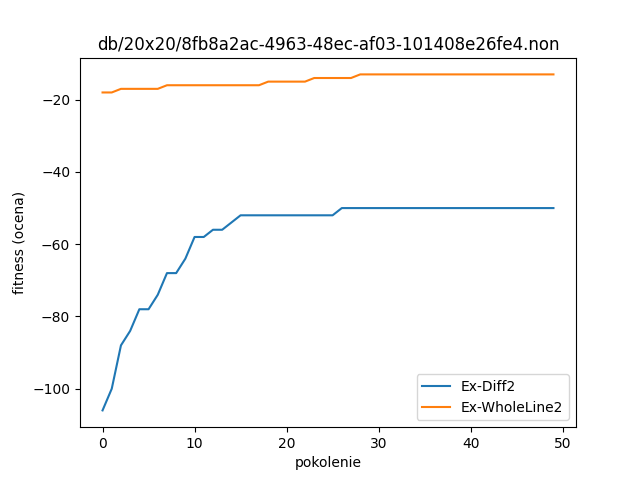 db/20x20/8fb8a2ac-4963-48ec-af03-101408e26fe4.non
fitness (ocena)
−20
−40
−60
−80
−100
0 10 20 30 40 50
pokolenie
Ex-Diff2
Ex-WholeLine2